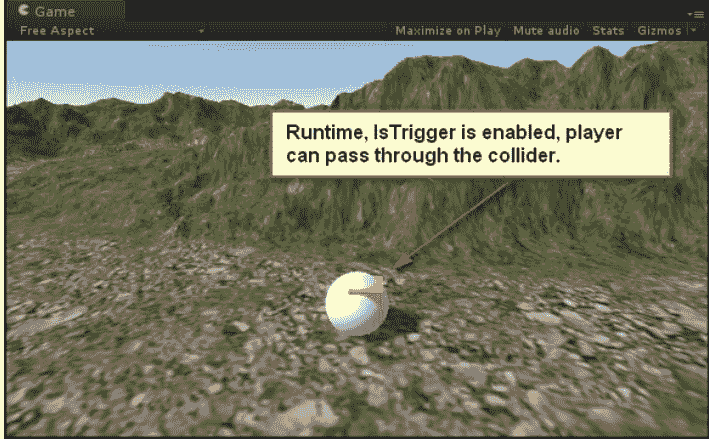 Game
Free Aspect
Maximize on Play Mute audio Stats Gizmos
Runtime, IsTrigger is enabled, player
can pass through the collider.